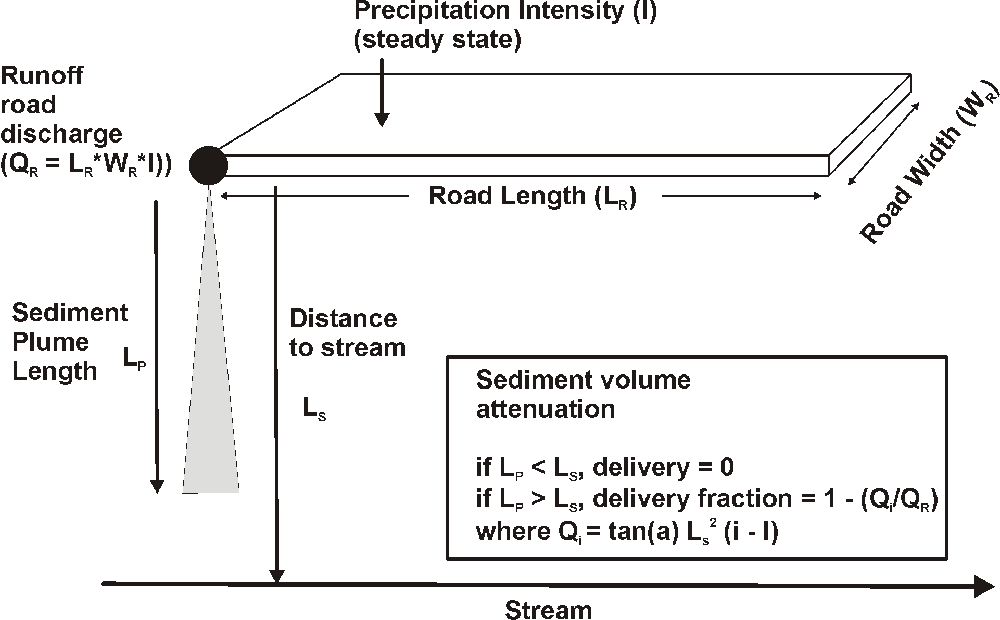 Precipitation Intensity (I)
(steady state)
Runoff
road
discharge
(QR = LR*WR*I))
Road Length (LR)
Road Width (WR)
Sediment
Plume
Length
LP
Distance
to stream
LS
Sediment volume
attenuation
if LP < LS, delivery = 0
if LP > LS, delivery fraction = 1 - (Qi/QR)
where Qi = tan(a) Ls2 (i - I)
Stream